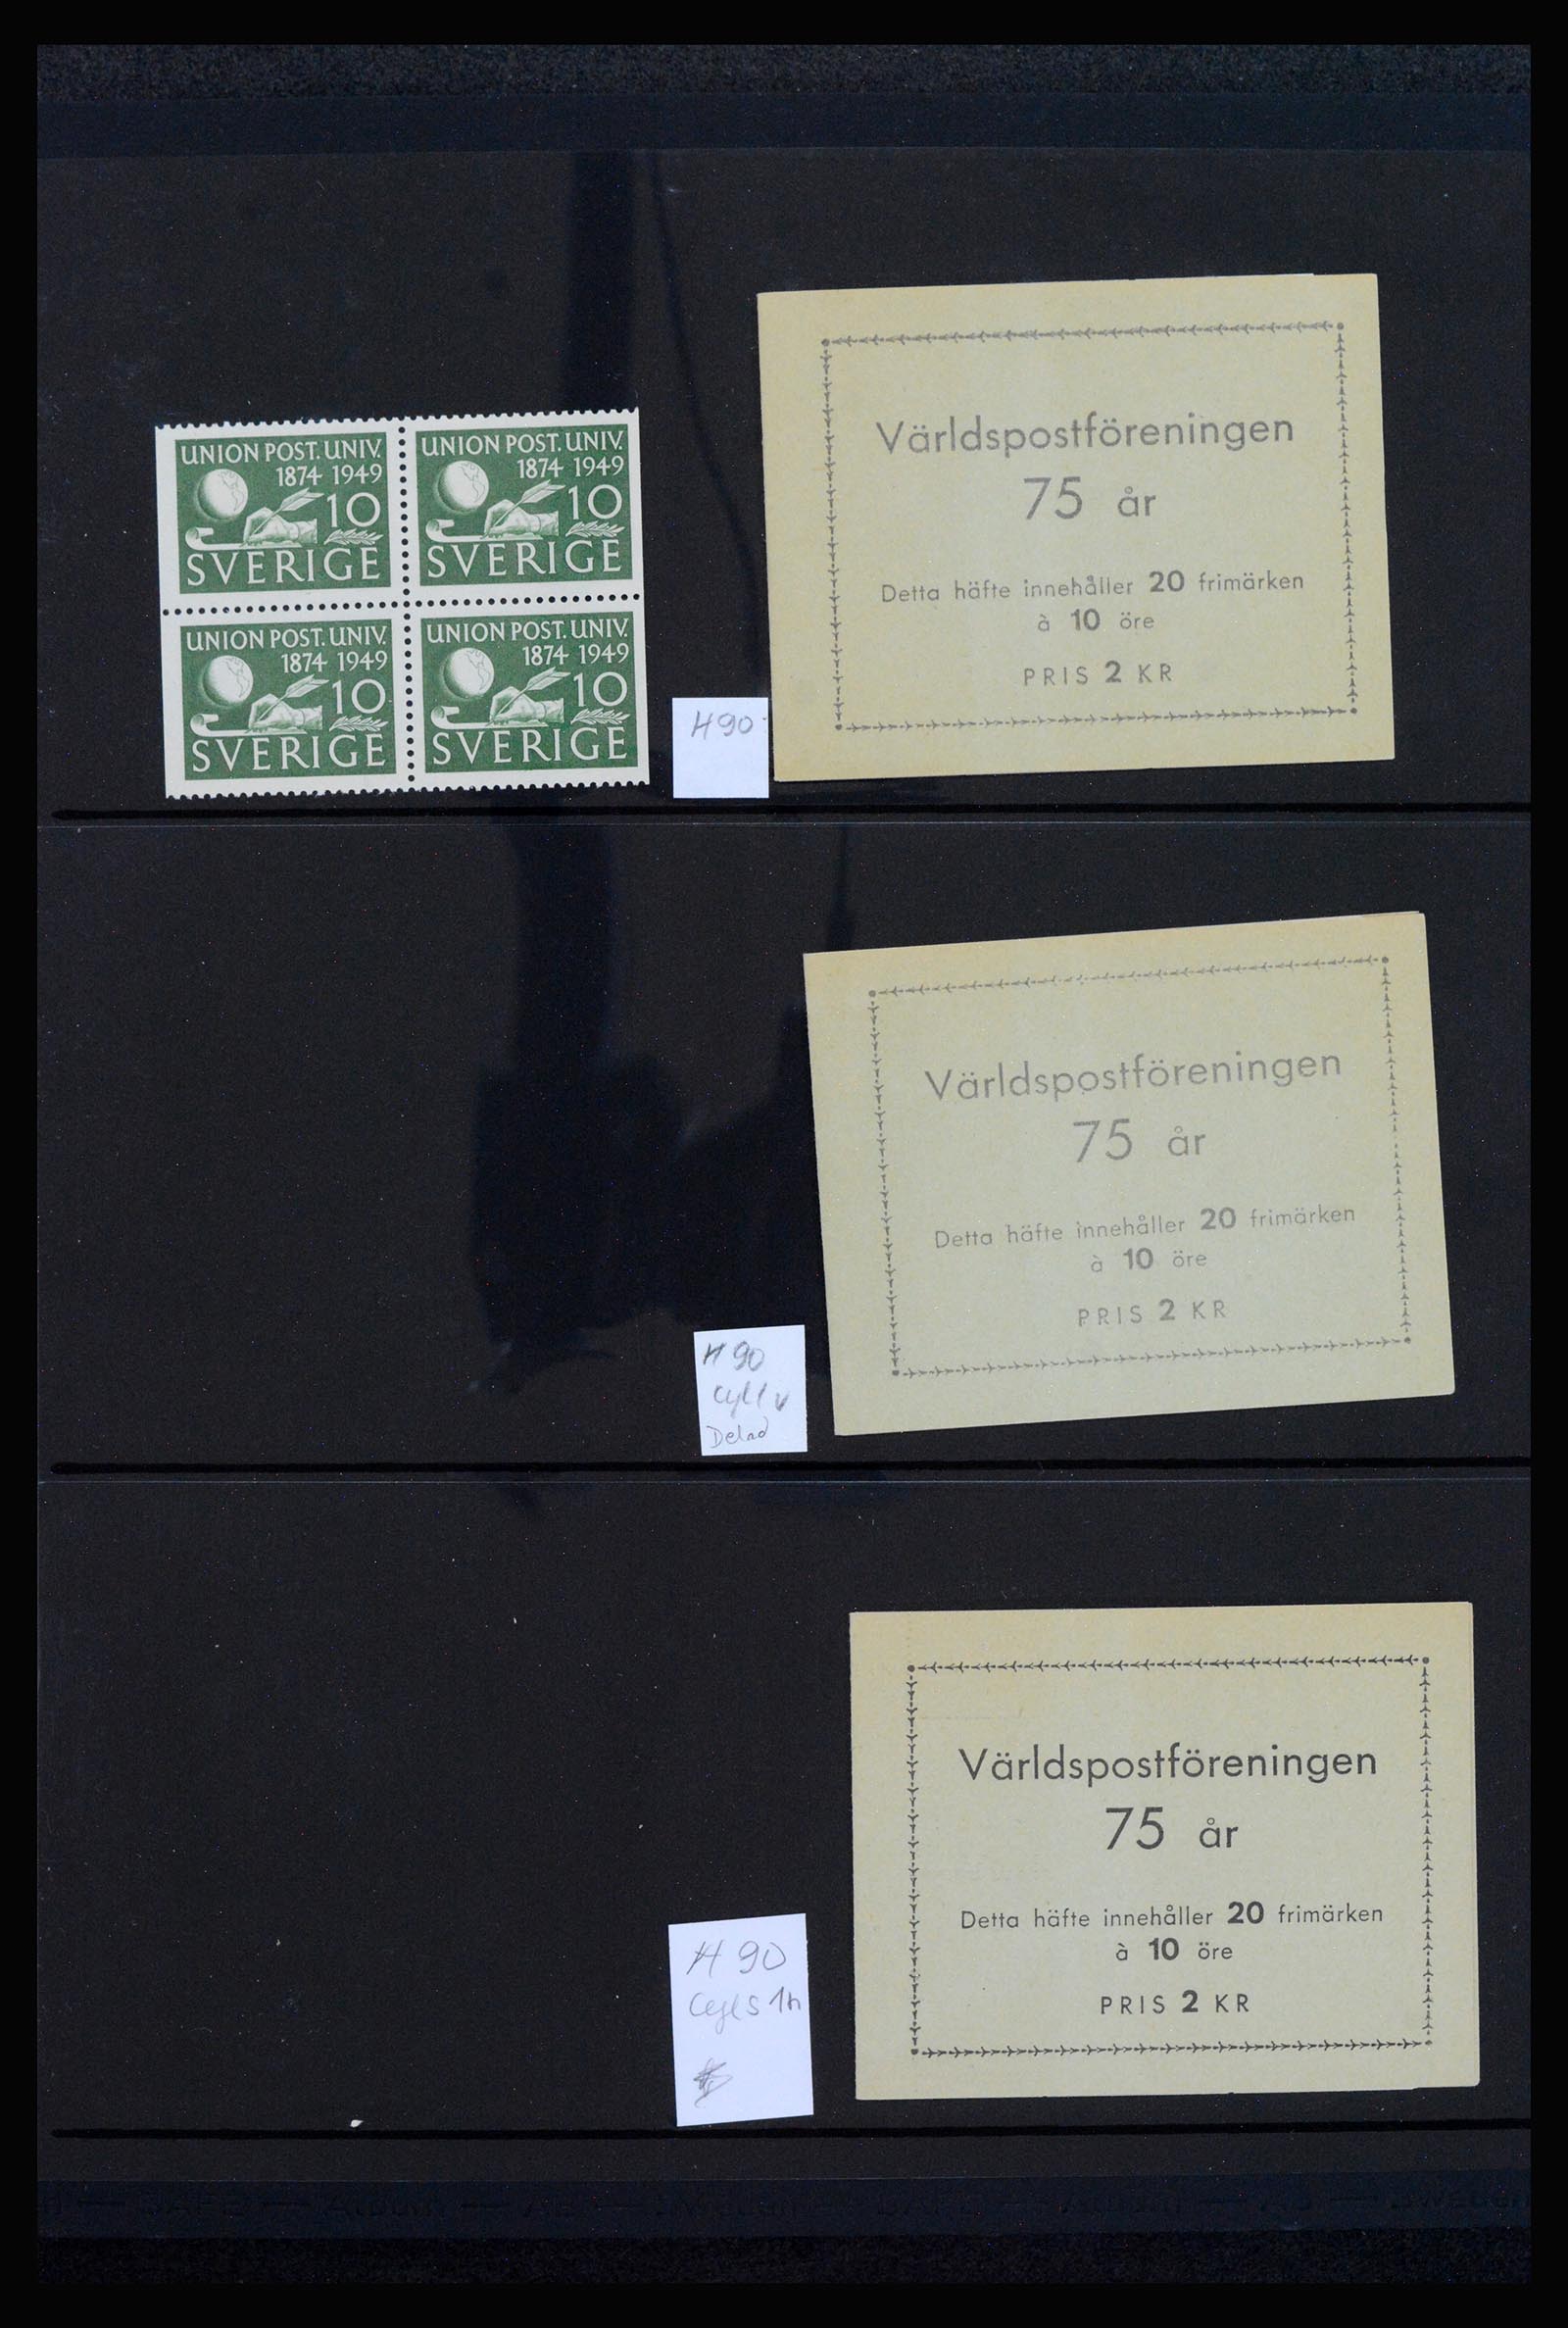 UNION POST. UNIV.
1874 1949
10
SVERIGE
UNION POST. UNIV.
1874 1949
10
SVERIGE
UNION POST. UNIV.
1874 1949
10
SVERIGE
UNION POST. UNIV.
1874 1949
10
SVERIGE
H90
Världspostföreningen
75 år
Detta häfte innehåller 20 frimärken
à 10 öre
PRIS 2 KR
H 90
Delad
Världspostföreningen
75 år
Detta häfte innehåller 20 frimärken
à 10 öre
PRIS 2 KR
H 90
Världspostföreningen
75 år
Detta häfte innehåller 20 frimärken
à 10 öre
PRIS 2 KR